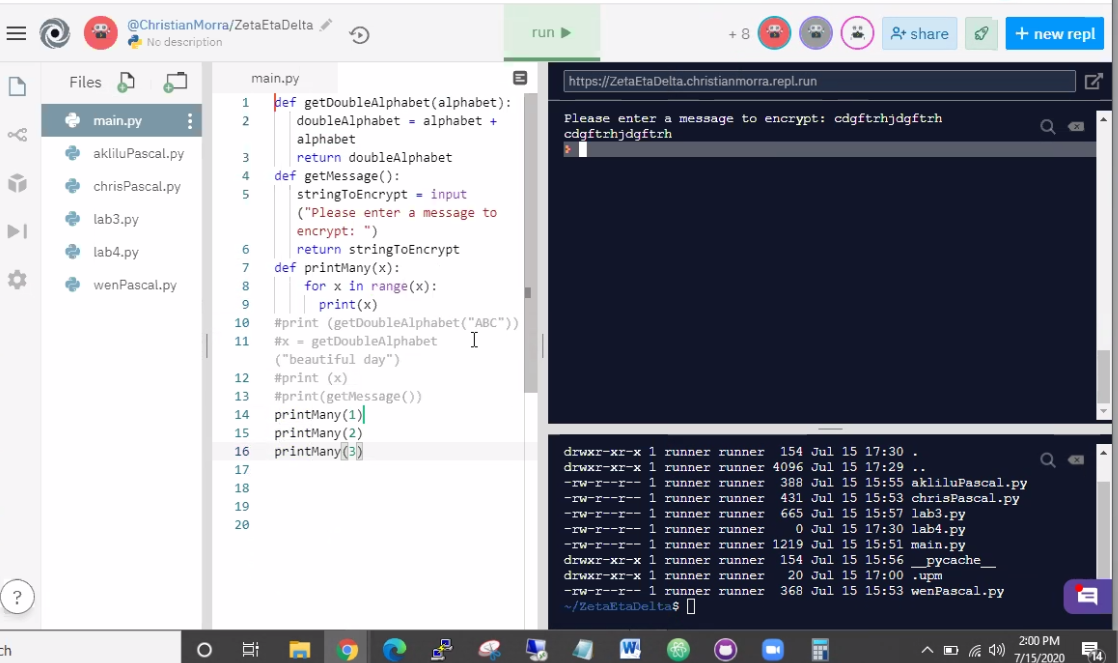 @ChristianMorra/ZetaEtaDelta
No description
run
+ 8
share
+ new repl
Files
main.py
akliluPascal.py
chrisPascal.py
lab3.py
lab4.py
wenPascal.py
?
main.py
1 def getDoubleAlphabet(alphabet):
2 doubleAlphabet = alphabet +
alphabet
3 return doubleAlphabet
4 def getMessage():
5 stringToEncrypt = input
("Please enter a message to
encrypt: ")
6 return stringToEncrypt
7 def printMany(x):
8 for x in range(x):
9 print(x)
10 #print (getDoubleAlphabet("ABC"))
11 #x = getDoubleAlphabet
("beautiful day")
12 #print (x)
13 #print(getMessage())
14 printMany(1)
15 printMany(2)
16 printMany(3)
17
18
19
20
https://ZetaEtaDelta.christianmorra.repl.run
Please enter a message to encrypt: cdgftrhjdgftrh
cdgftrhjdgftrh
drwxr-xr-x 1 runner runner 154 Jul 15 17:30 .
drwxr-xr-x 1 runner runner 4096 Jul 15 17:29 ..
-rw-r--r-- 1 runner runner 388 Jul 15 15:55 akliluPascal.py
-rw-r--r-- 1 runner runner 431 Jul 15 15:53 chrisPascal.py
-rw-r--r-- 1 runner runner 665 Jul 15 15:57 lab3.py
-rw-r--r-- 1 runner runner 0 Jul 15 17:30 lab4.py
-rw-r--r-- 1 runner runner 1219 Jul 15 15:51 main.py
drwxr-xr-x 1 runner runner 154 Jul 15 15:56 __pycache__
drwxr-xr-x 1 runner runner 20 Jul 15 17:00 .upm
-rw-r--r-- 1 runner runner 368 Jul 15 15:53 wenPascal.py
~/ZetaEtaDelta$
ch
2:00 PM
7/15/2020
14